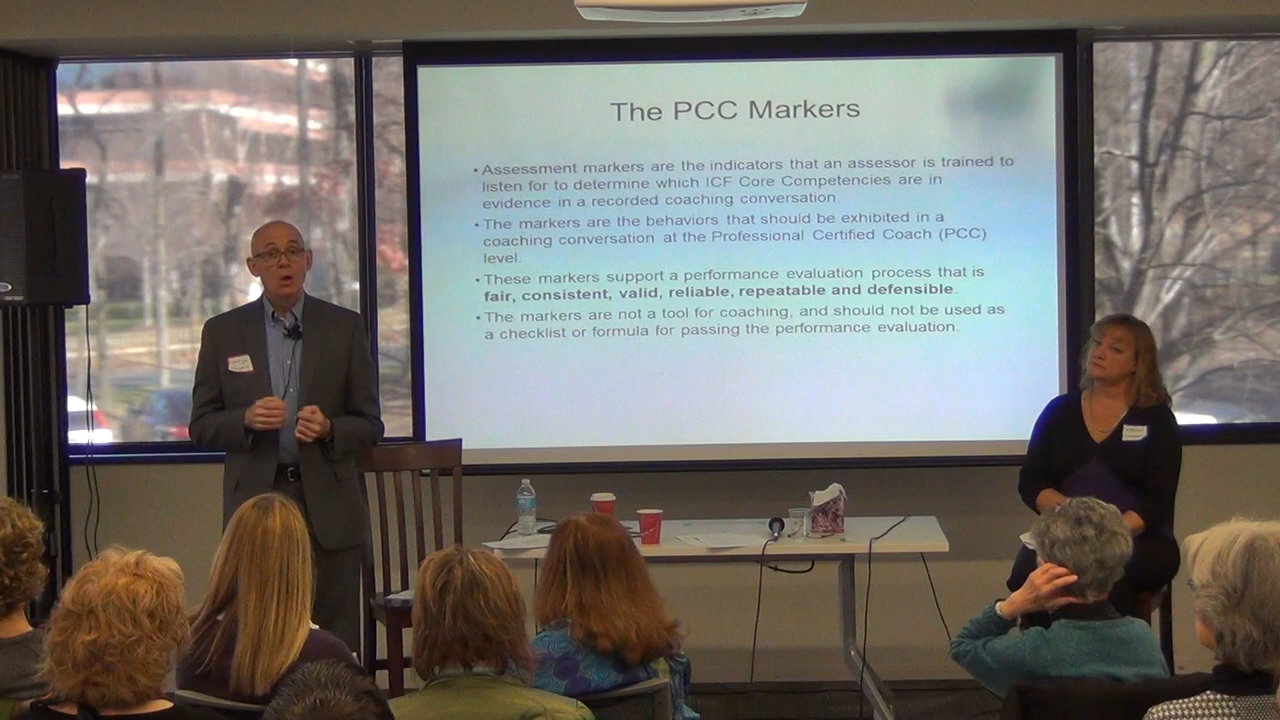 The PCC Markers
• Assessment markers are the indicators that an assessor is trained to
listen for to determine which ICF Core Competencies are in
evidence in a recorded coaching conversation.
• The markers are the behaviors that should be exhibited in a
coaching conversation at the Professional Certified Coach (PCC)
level.
• These markers support a performance evaluation process that is
fair, consistent, valid, reliable, repeatable and defensible.
• The markers are not a tool for coaching, and should not be used as
a checklist or formula for passing the performance evaluation.